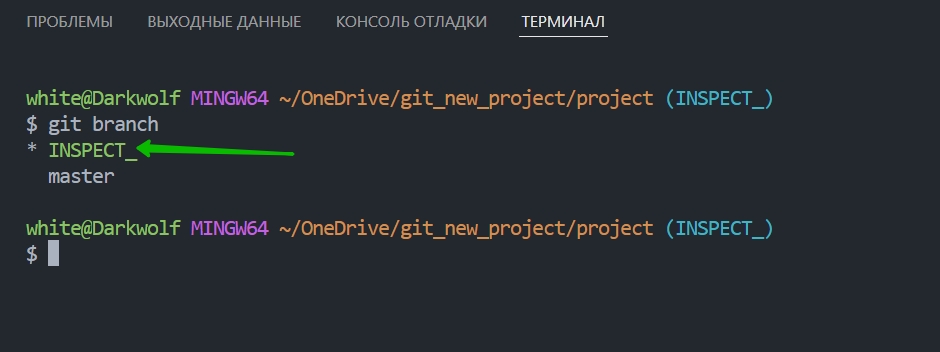 ПРОБЛЕМЫ ВЫХОДНЫЕ ДАННЫЕ КОНСОЛЬ ОТЛАДКИ ТЕРМИНАЛ
white@Darkwolf MINGW64 ~/OneDrive/git_new_project/project (INSPECT_)
$ git branch
* INSPECT_
master
white@Darkwolf MINGW64 ~/OneDrive/git_new_project/project (INSPECT_)
$